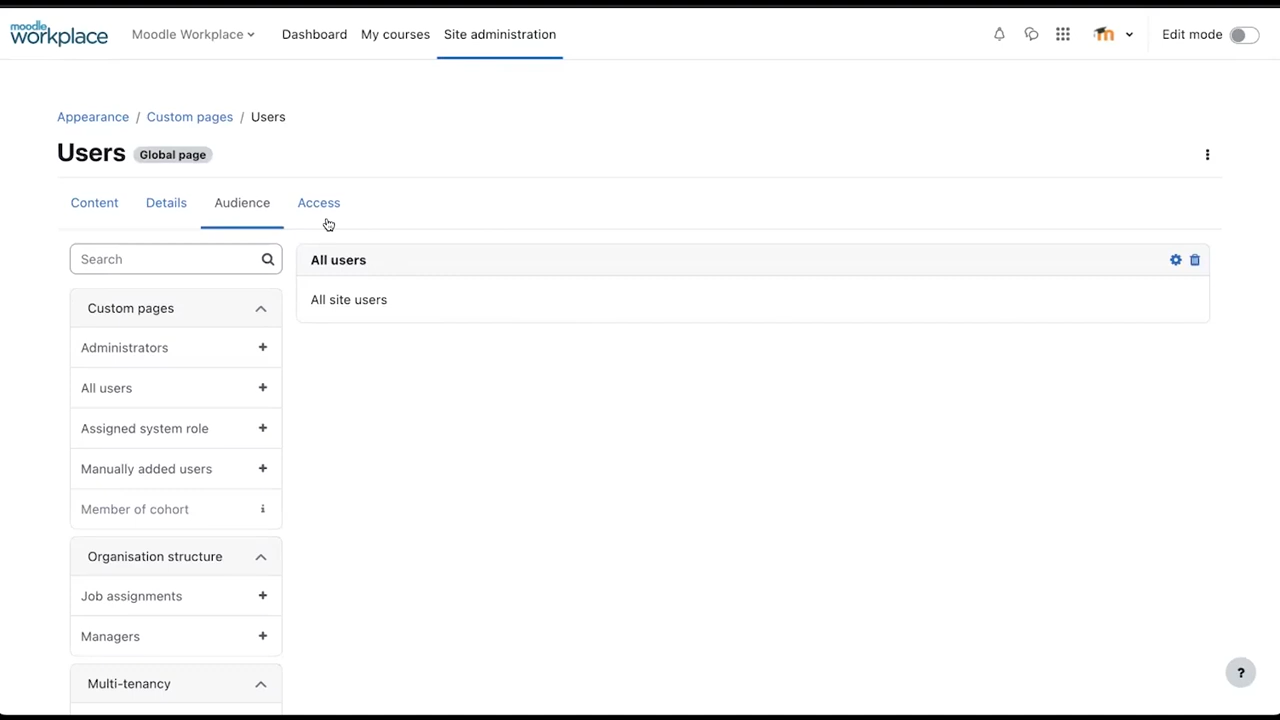 moodle
workplace
Moodle Workplace
Dashboard
My courses
Site administration
Edit mode
Appearance / Custom pages / Users
Users
Global page
Content
Details
Audience
Access
Search
Custom pages
Administrators
All users
Assigned system role
Manually added users
Member of cohort
Organisation structure
Job assignments
Managers
Multi-tenancy
All users
All site users
?